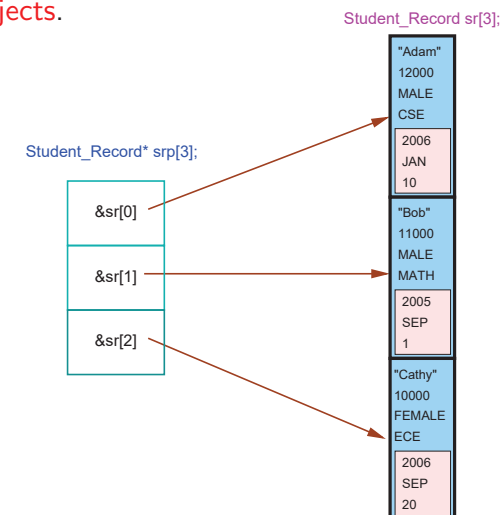 jects.
Student_Record sr[3];
Student_Record* srp[3];
&sr[0]
&sr[1]
&sr[2]
"Adam"
12000
MALE
CSE
2006
JAN
10
"Bob"
11000
MALE
MATH
2005
SEP
1
"Cathy"
10000
FEMALE
ECE
2006
SEP
20